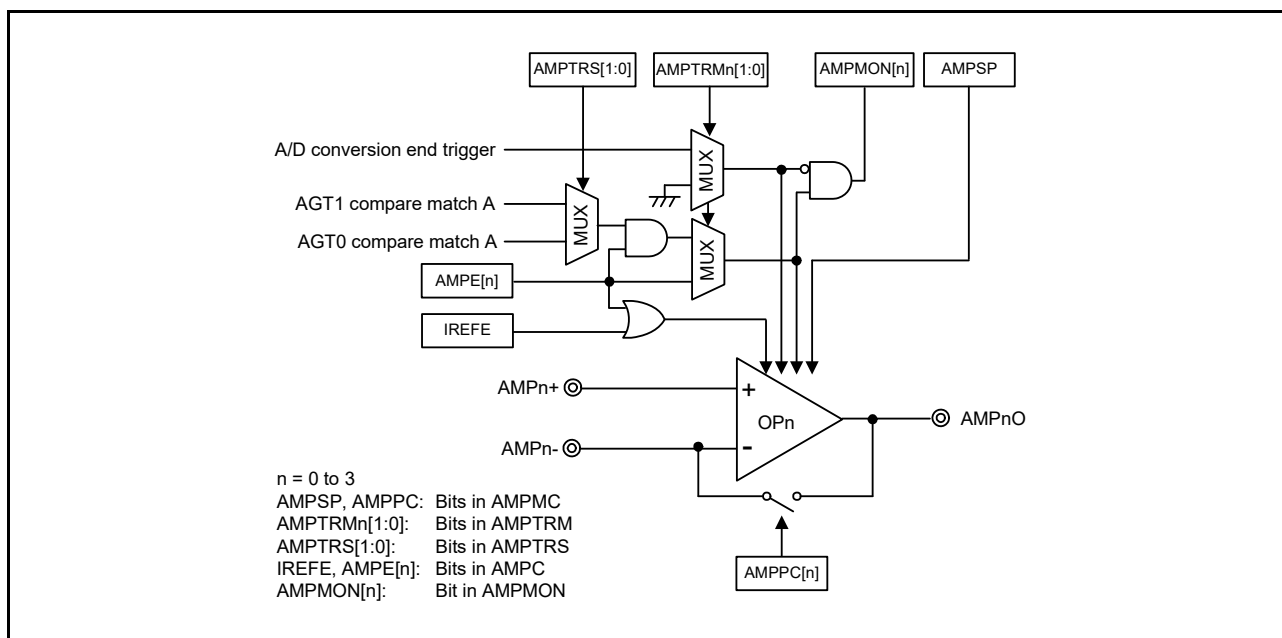 AMPTRS[1:0]
AMPTRMn[1:0]
AMPMON[n]
AMPSP
A/D conversion end trigger
MUX
AGT1 compare match A
MUX
AGT0 compare match A
MUX
AMPE[n]
IREFE
AMPn+
+
OPn
AMPnO
AMPn-
-
n = 0 to 3
AMPSP, AMPPC: Bits in AMPMC
AMPTRMn[1:0]: Bits in AMPTRM
AMPTRS[1:0]: Bits in AMPTRS
IREFE, AMPE[n]: Bits in AMPC
AMPMON[n]: Bit in AMPMON
AMPPC[n]